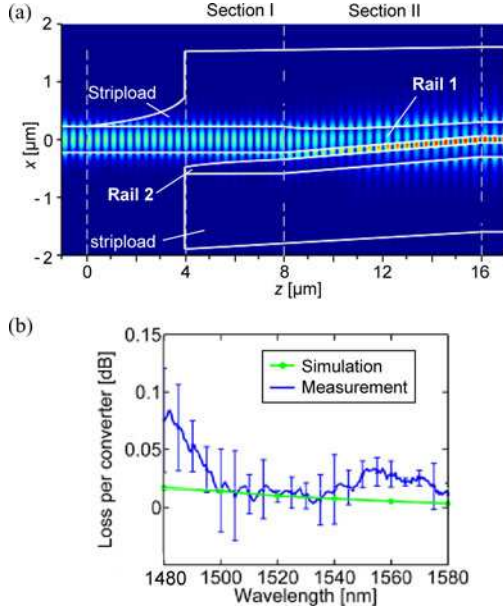 (a)
Section I
Section II
2
1
0
-1
-2
x [µm]
Stripload
Rail 1
Rail 2
stripload
0
4
8
12
16
z [µm]
(b)
0.15
0.1
0.05
0
Loss per converter [dB]
Simulation
Measurement
1480
1500
1520
1540
1560
1580
Wavelength [nm]